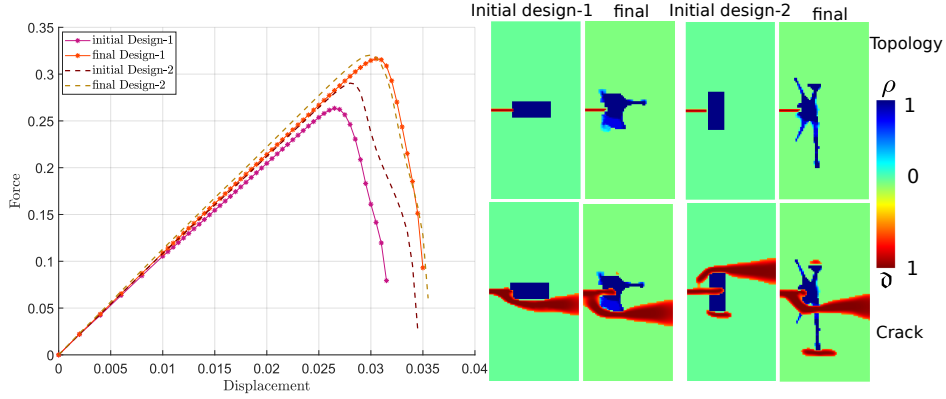 0.35
0.3
0.25
0.2
0.15
0.1
0.05
0
Force
0
0.005
0.01
0.015
0.02
0.025
0.03
0.035
0.04
Displacement
initial Design-1
final Design-1
initial Design-2
final Design-2
Initial design-1
final
Initial design-2
final
Topology
ρ
1
0
1
𝔡
Crack